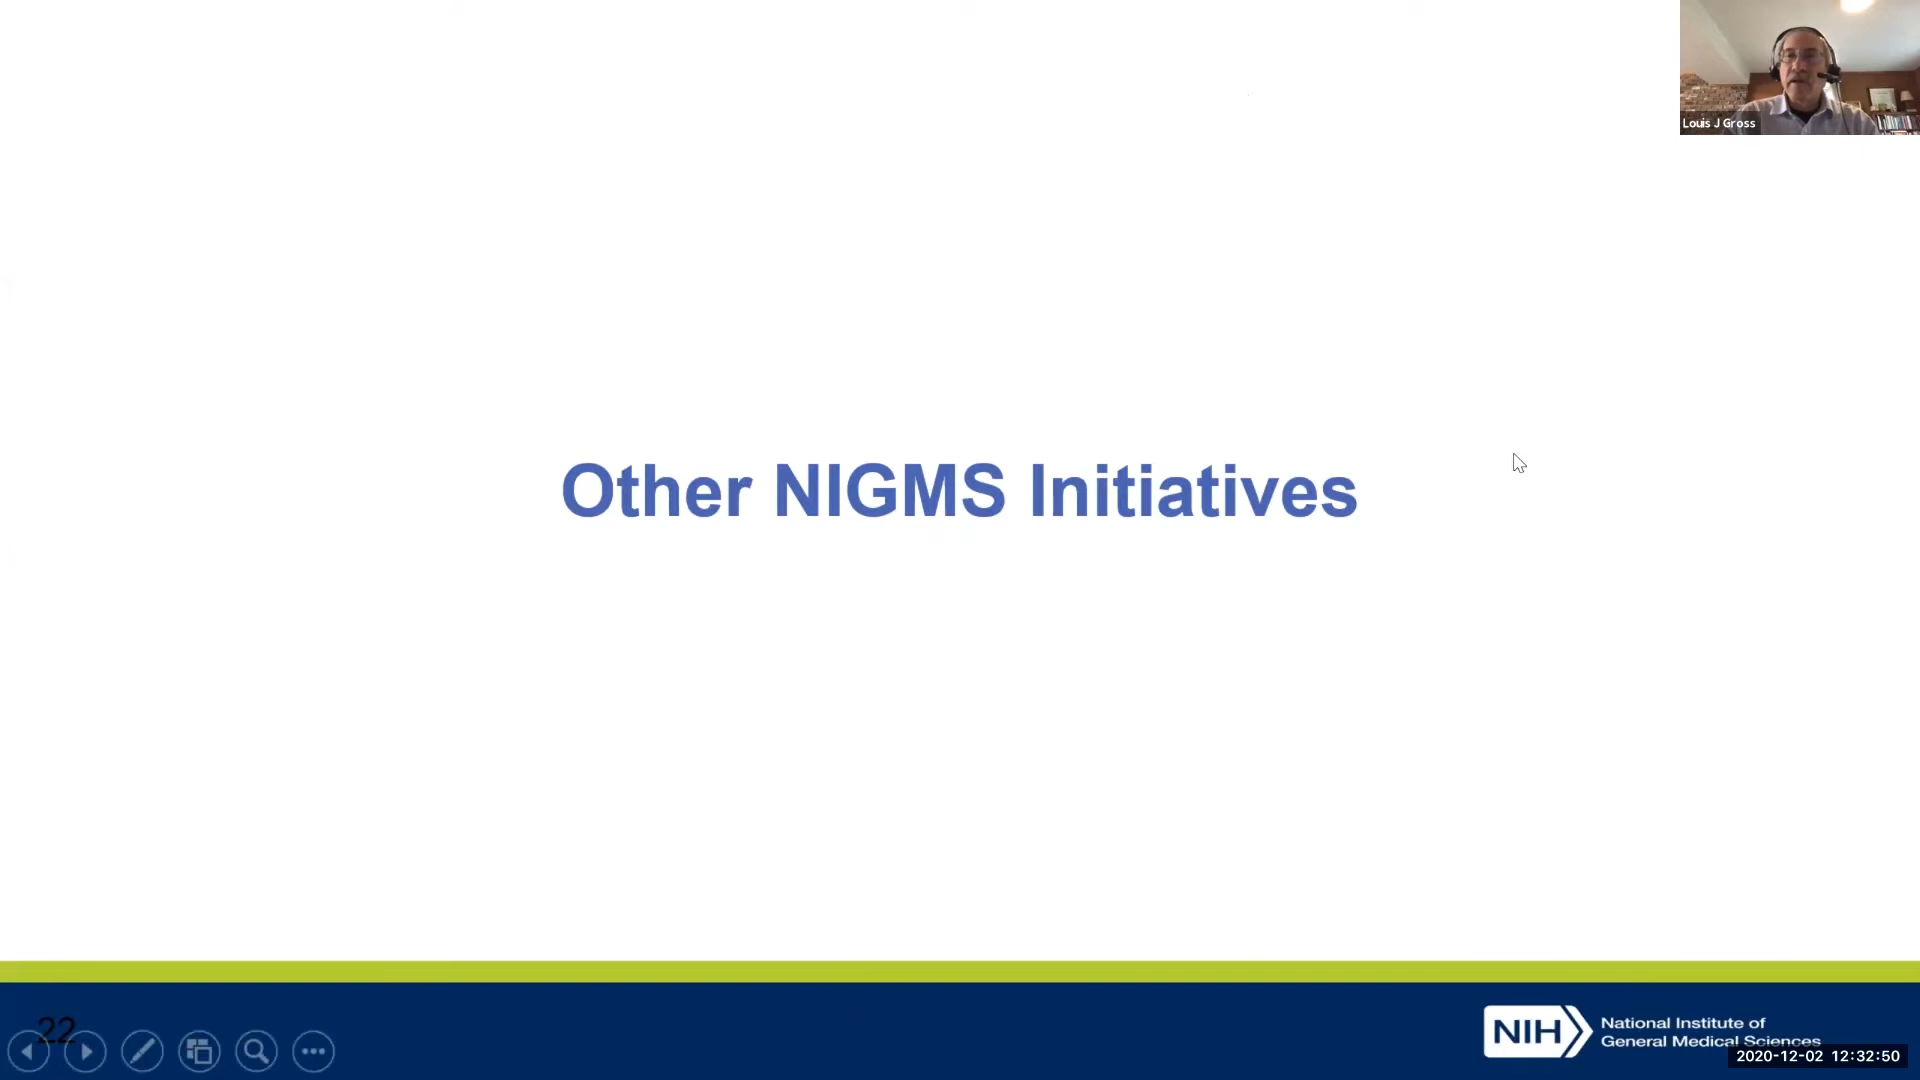 Louis J Gross
Other NIGMS Initiatives
22
NIH
National Institute of
General Medical Sciences
2020-12-02 12:32:50